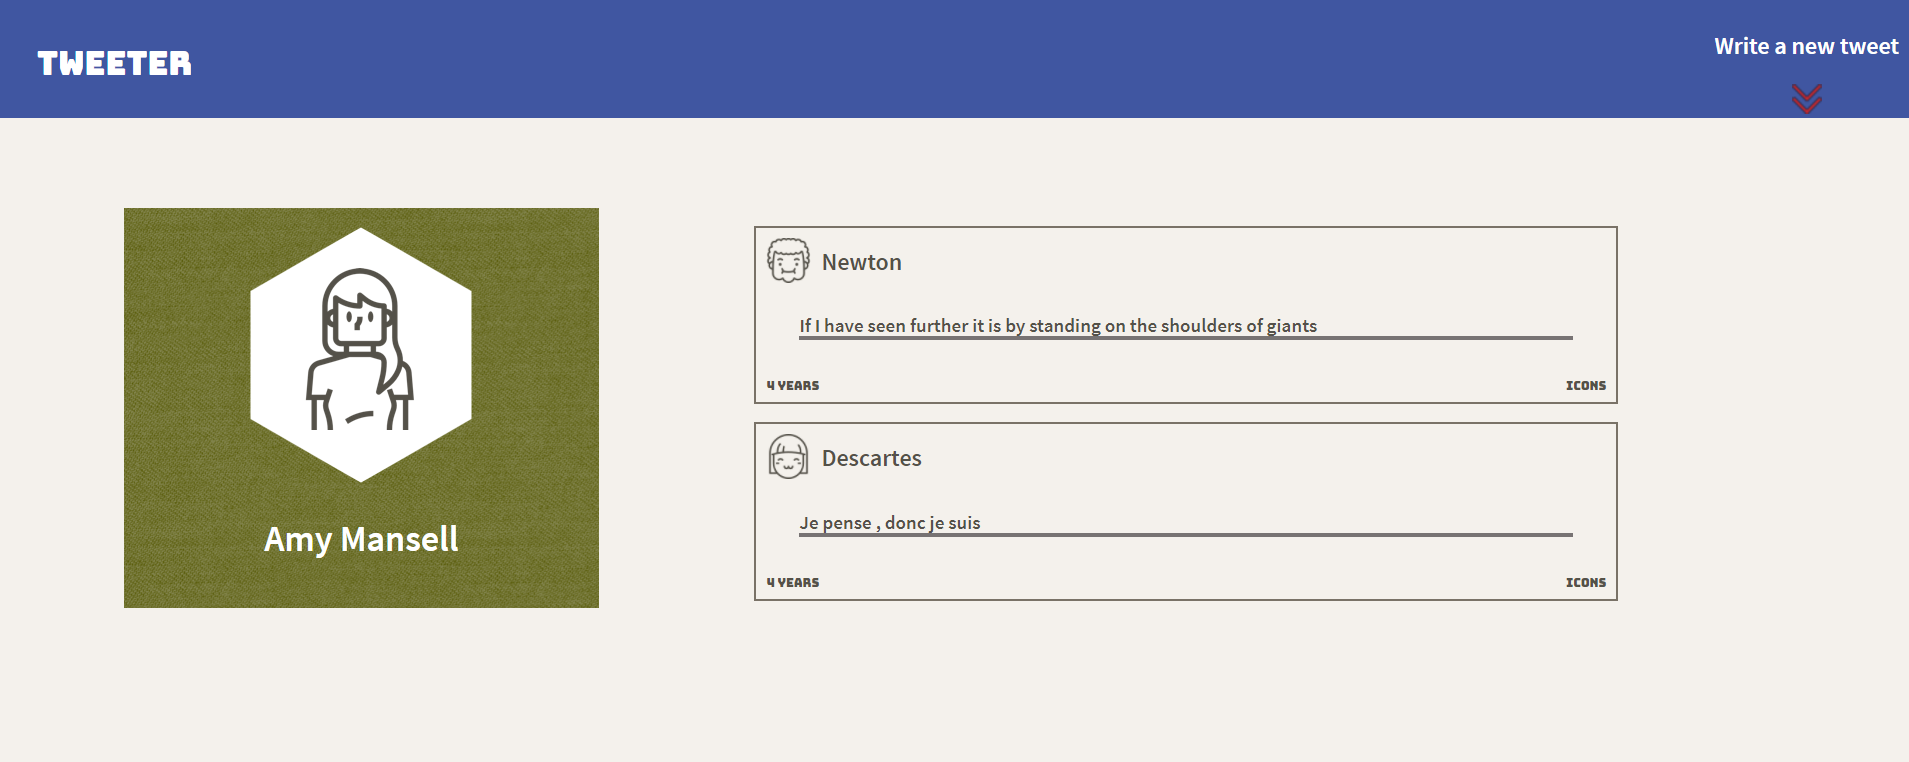 TWEETER
Write a new tweet
Amy Mansell
Newton
If I have seen further it is by standing on the shoulders of giants
4 YEARS
ICONS
Descartes
Je pense , donc je suis
4 YEARS
ICONS